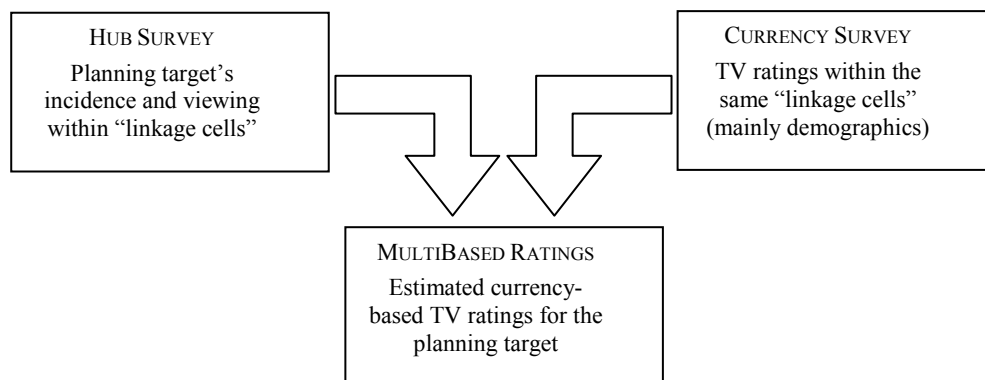 HUB SURVEY
Planning target's
incidence and viewing
within “linkage cells”
CURRENCY SURVEY
TV ratings within the
same “linkage cells”
(mainly demographics)
MULTIBASED RATINGS
Estimated currency-
based TV ratings for the
planning target